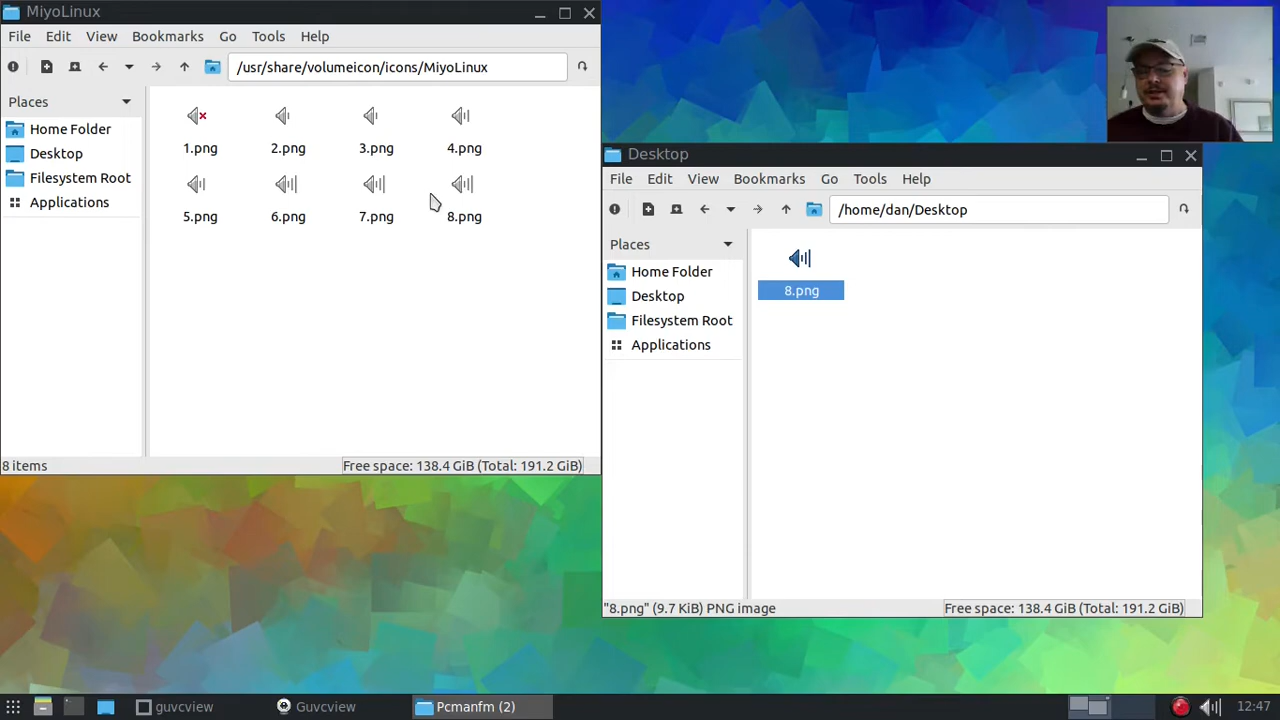 MiyoLinux
File Edit View Bookmarks Go Tools Help
/usr/share/volumeicon/icons/MiyoLinux
Places
Home Folder
Desktop
Filesystem Root
Applications
1.png 2.png 3.png 4.png
5.png 6.png 7.png 8.png
8 items
Free space: 138.4 GiB (Total: 191.2 GiB)
Desktop
File Edit View Bookmarks Go Tools Help
/home/dan/Desktop
Places
Home Folder
Desktop
Filesystem Root
Applications
8.png
"8.png" (9.7 KiB) PNG image
Free space: 138.4 GiB (Total: 191.2 GiB)
guvcview Guvcview Pcmanfm (2) 12:47